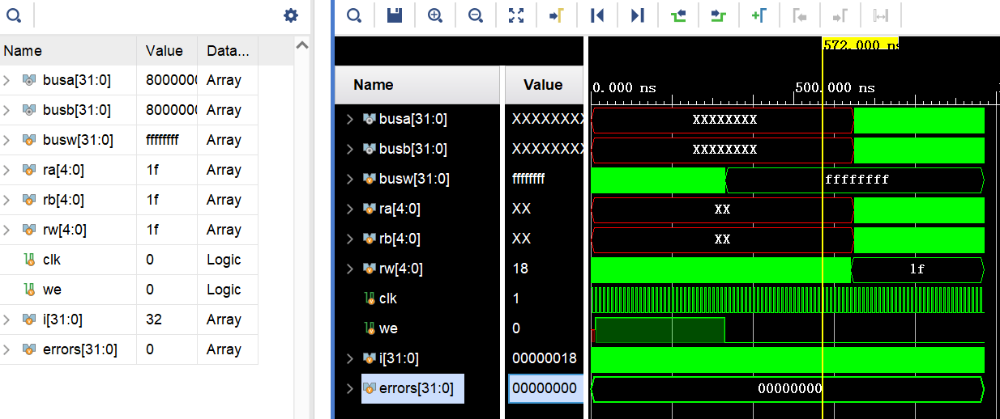 Name Value Data...
busa[31:0] 8000000 Array
busb[31:0] 8000000 Array
busw[31:0] ffffffff Array
ra[4:0] 1f Array
rb[4:0] 1f Array
rw[4:0] 1f Array
clk 0 Logic
we 0 Logic
i[31:0] 32 Array
errors[31:0] 0 Array
572.000 ns
Name Value 0.000 ns 500.000 ns
busa[31:0] XXXXXXXX XXXXXXXX
busb[31:0] XXXXXXXX XXXXXXXX
busw[31:0] ffffffff ffffffff
ra[4:0] XX XX
rb[4:0] XX XX
rw[4:0] 18 1f
clk 1
we 0
i[31:0] 00000018
errors[31:0] 00000000 00000000